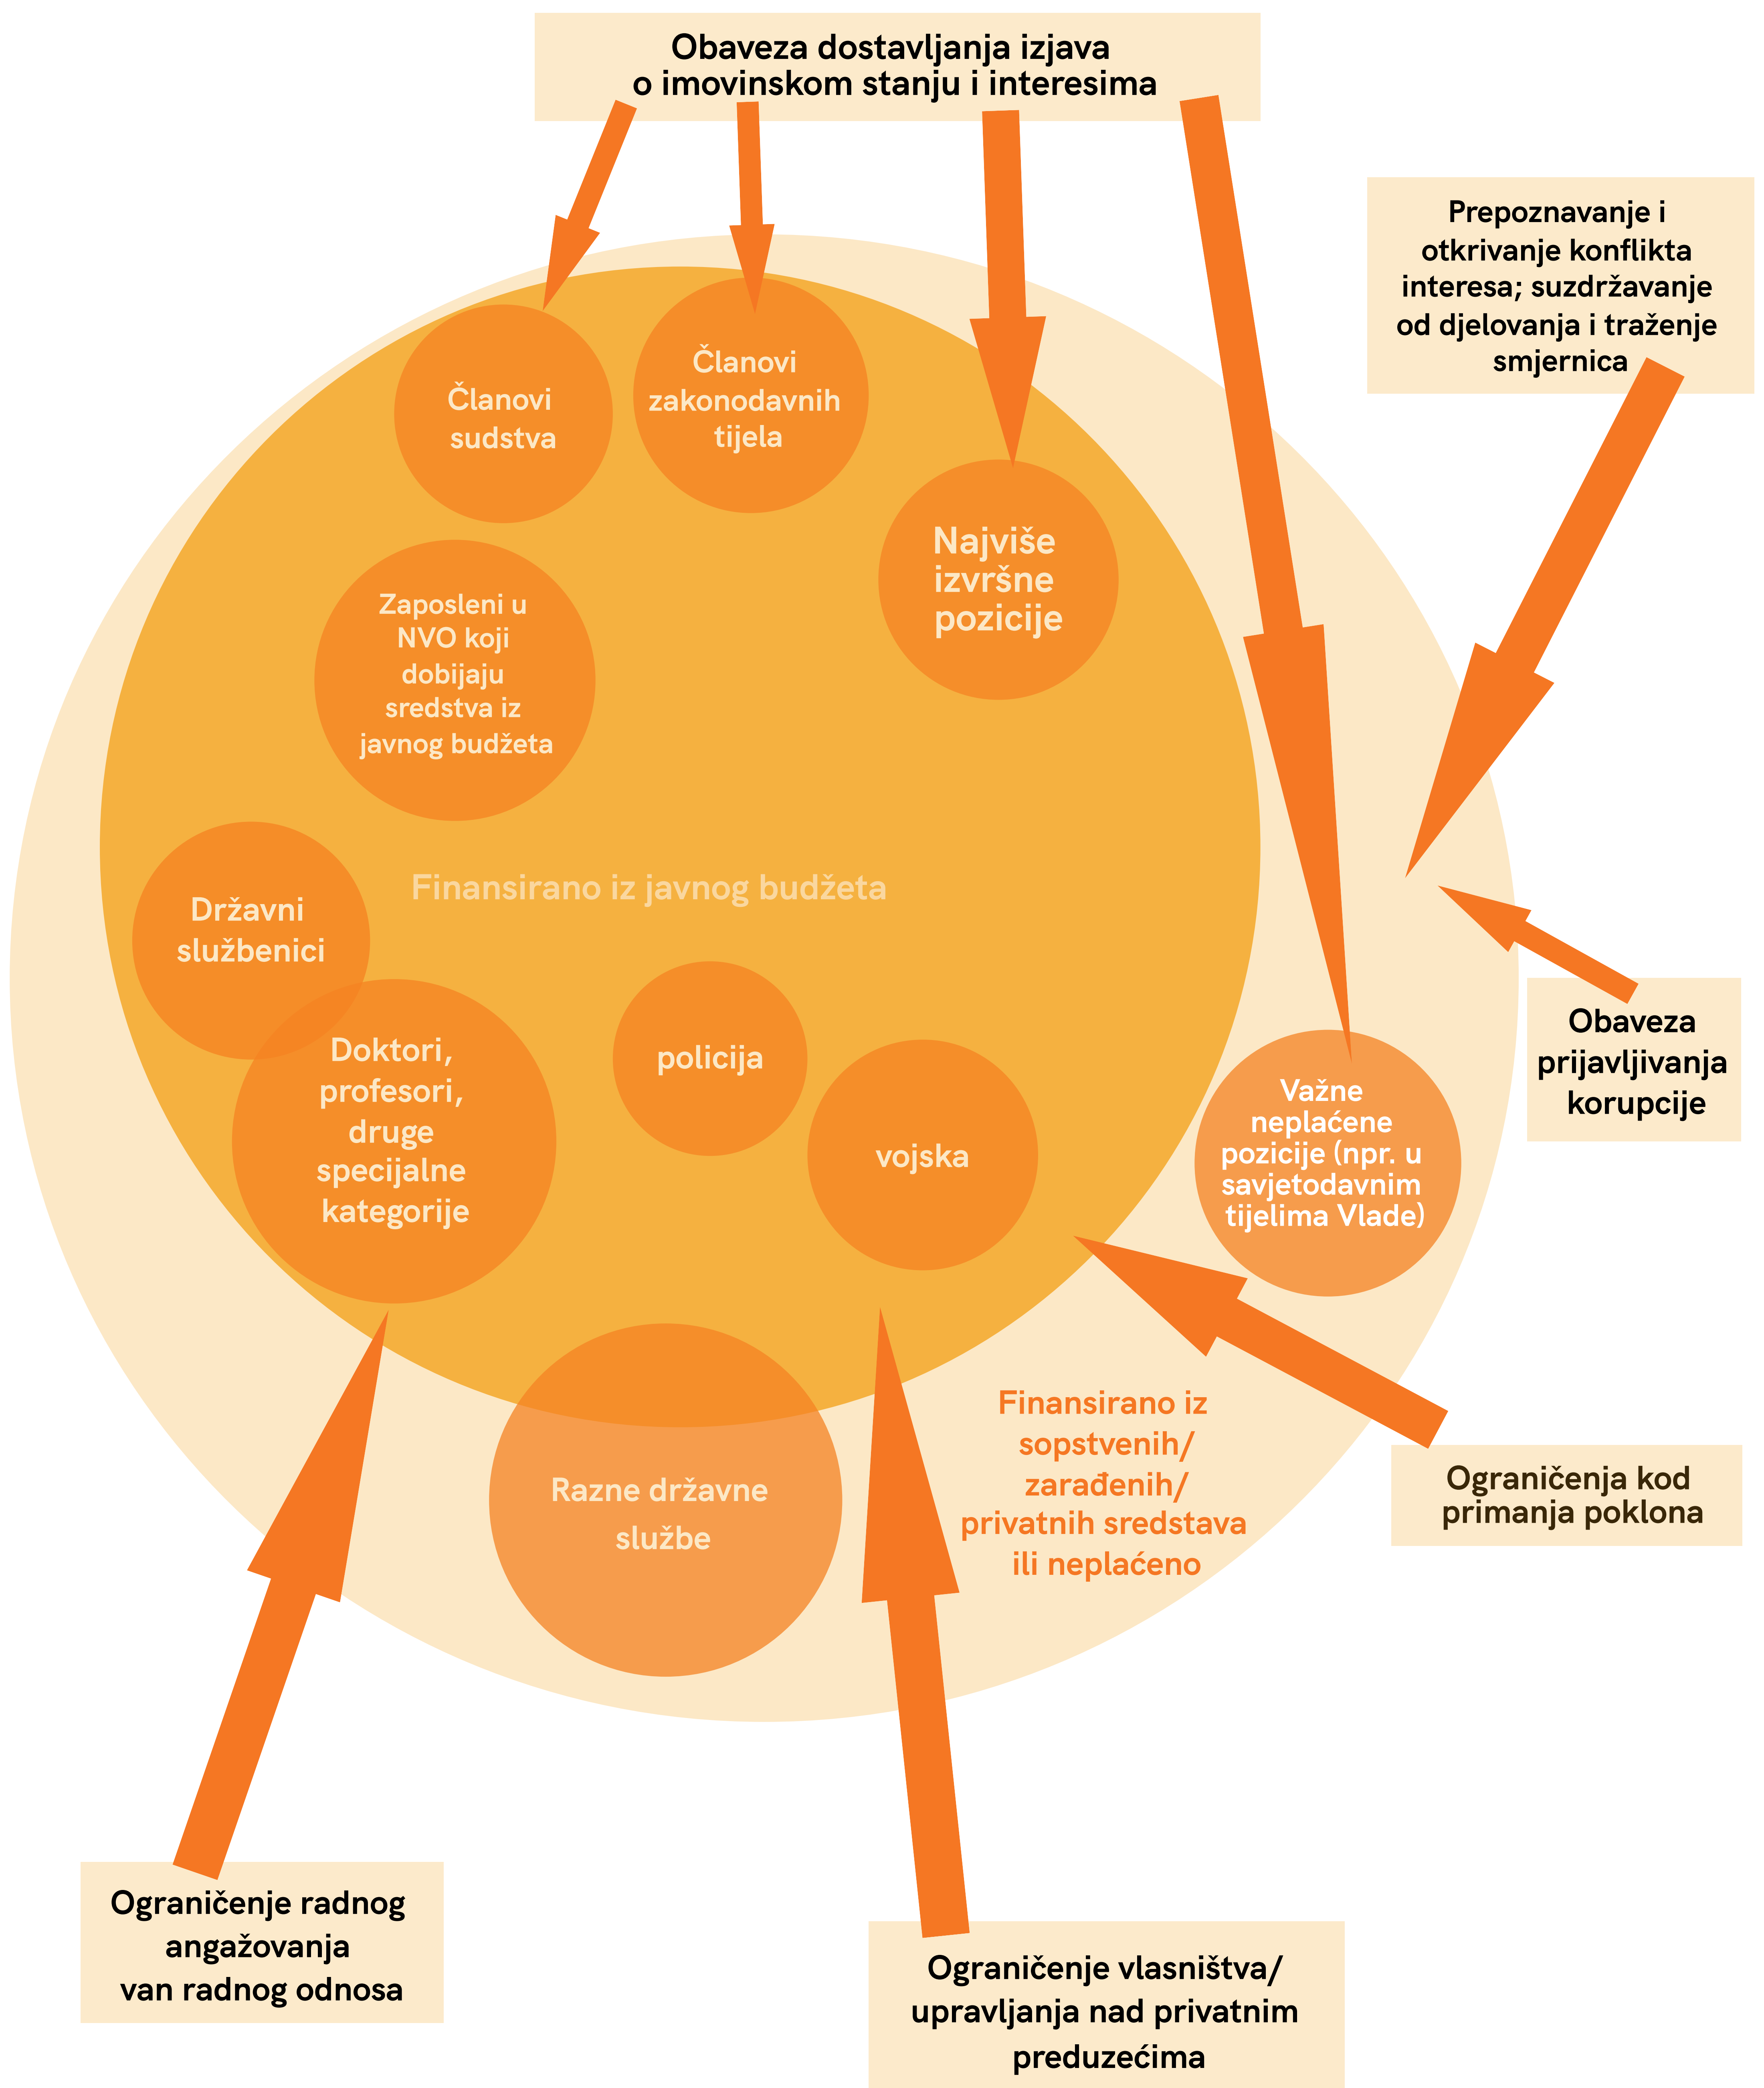 Obaveza dostavljanja izjava
o imovinskom stanju i interesima
Prepoznavanje i
otkrivanje konflikta
interesa; suzdržavanje
od djelovanja i traženje
smjernica
Članovi
sudstva
Članovi
zakonodavnih
tijela
Najviše
izvršne
pozicije
Zaposleni u
NVO koji
dobijaju
sredstva iz
javnog budžeta
Finansirano iz javnog budžeta
Državni
službenici
Doktori,
profesori,
druge
specijalne
kategorije
policija
vojska
Važne
neplaćene
pozicije (npr. u
savjetodavnim
tijelima Vlade)
Obaveza
prijavljivanja
korupcije
Razne državne
službe
Finansirano iz
sopstvenih/
zarađenih/
privatnih sredstava
ili neplaćeno
Ograničenja kod
primanja poklona
Ograničenje radnog
angažovanja
van radnog odnosa
Ograničenje vlasništva/
upravljanja nad privatnim
preduzećima